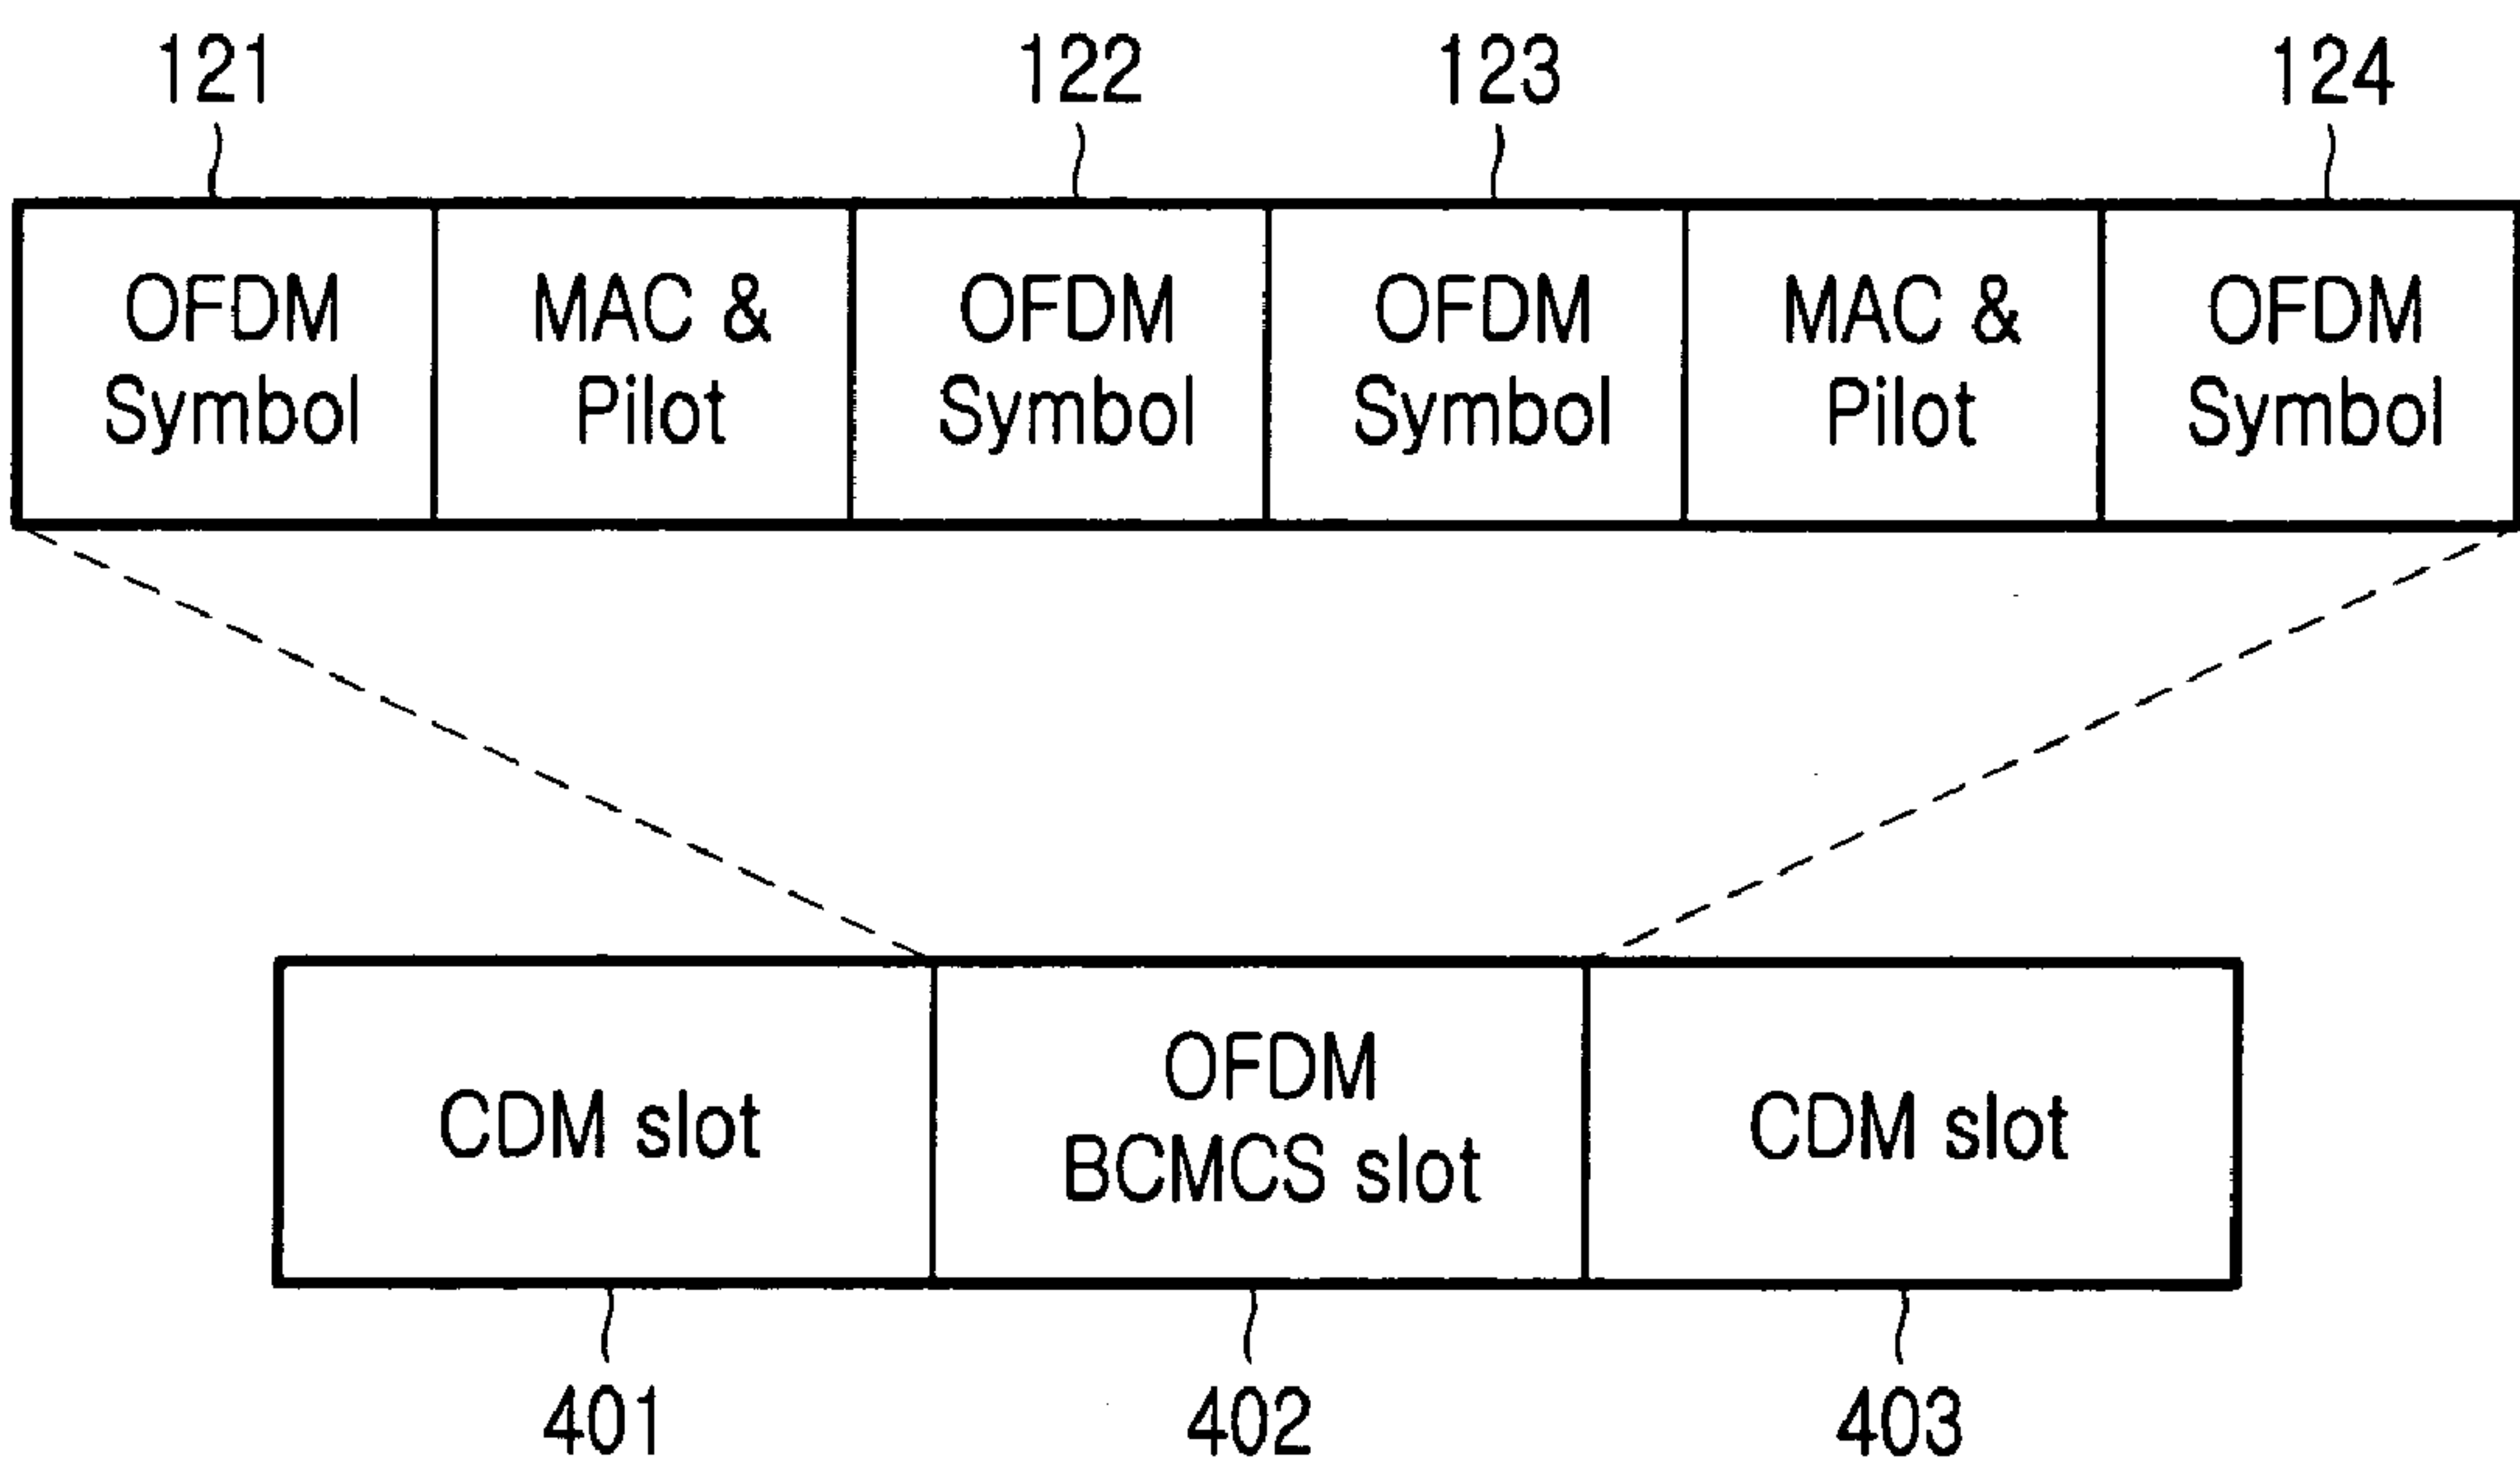 121
122
123
124
OFDM
Symbol
MAC &
Pilot
OFDM
Symbol
OFDM
Symbol
MAC &
Pilot
OFDM
Symbol
CDM slot
OFDM
BCMCS slot
CDM slot
401
402
403